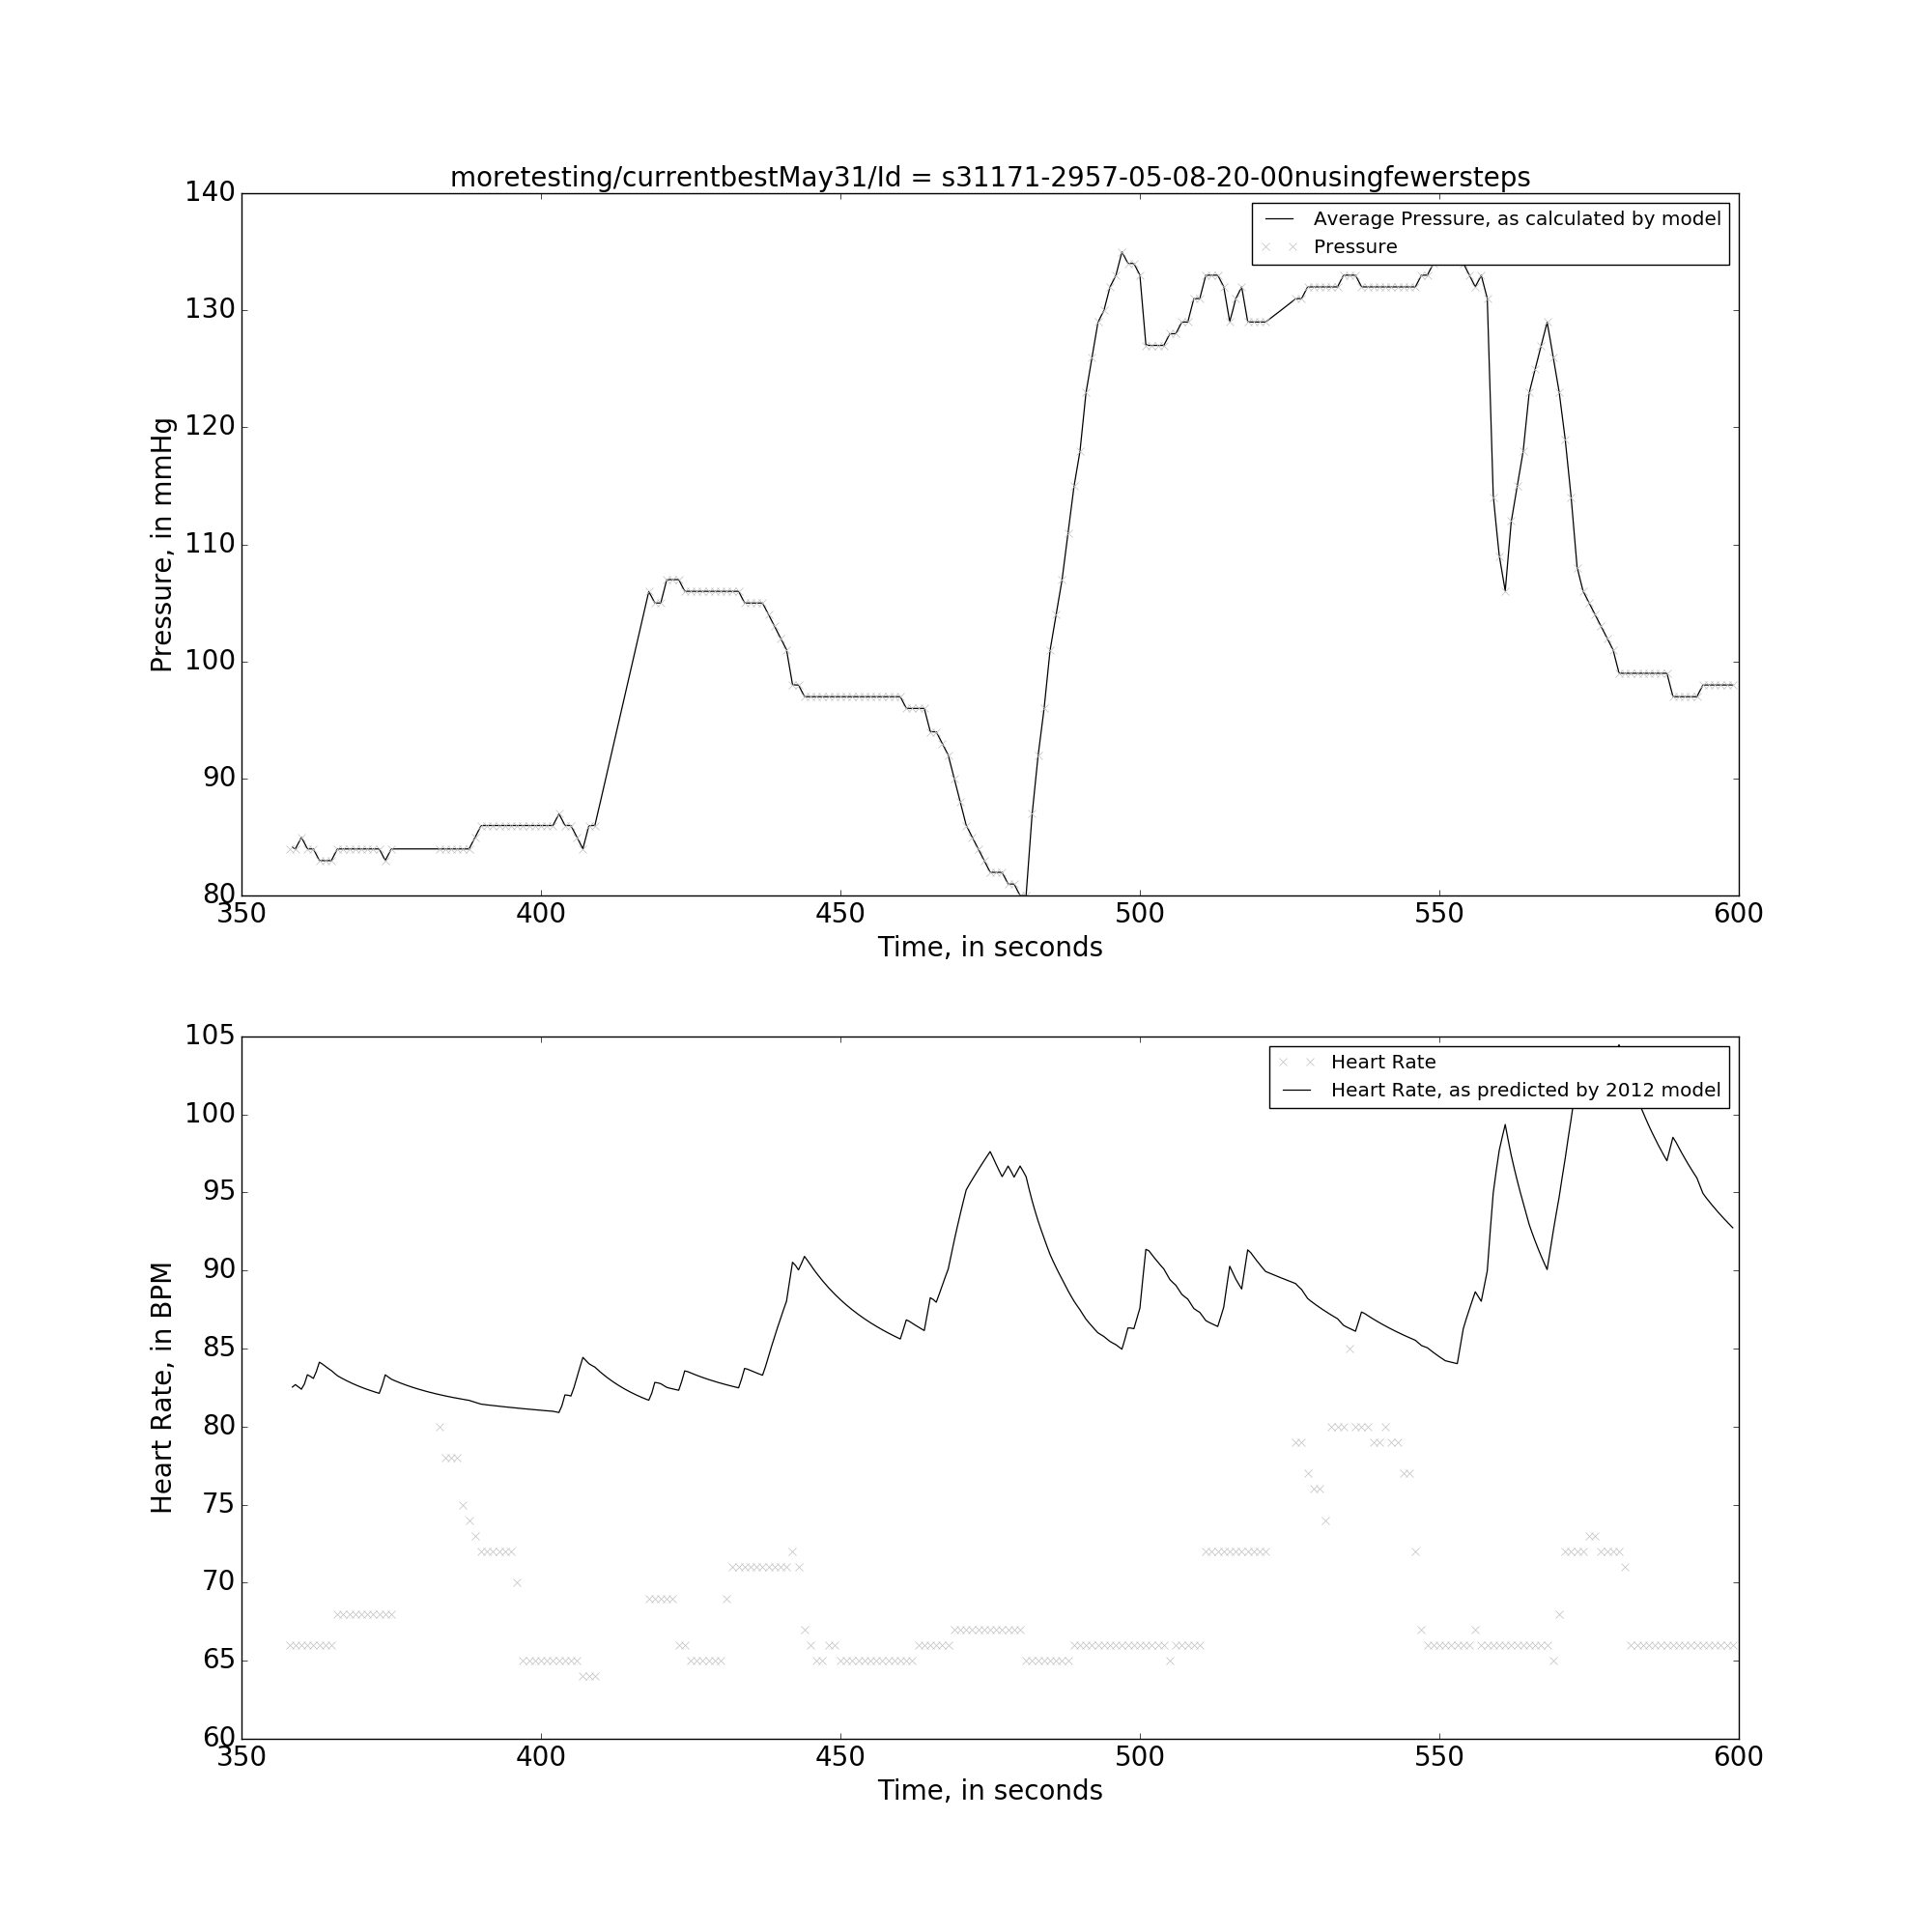 moretesting/currentbestMay31/Id = s31171-2957-05-08-20-00nusingfewersteps
140
130
120
110
100
90
80
Pressure, in mmHg
Average Pressure, as calculated by model
Pressure
350 400 450 500 550 600
Time, in seconds
105
100
95
90
85
80
75
70
65
60
Heart Rate, in BPM
Heart Rate
Heart Rate, as predicted by 2012 model
350 400 450 500 550 600
Time, in seconds